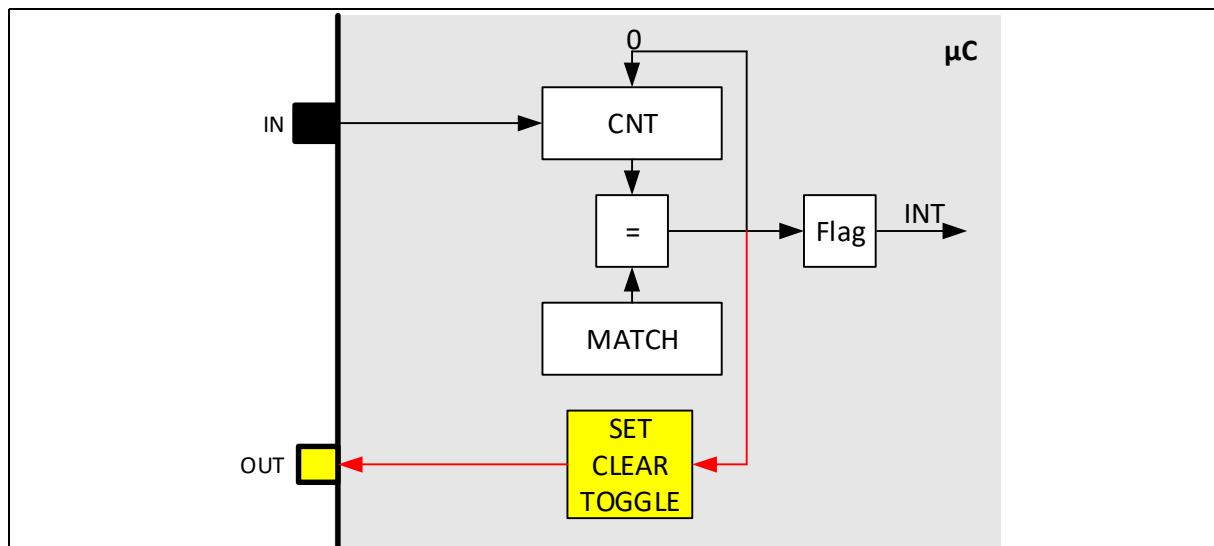 0
µC
IN
CNT
=
Flag
INT
MATCH
OUT
SET
CLEAR
TOGGLE